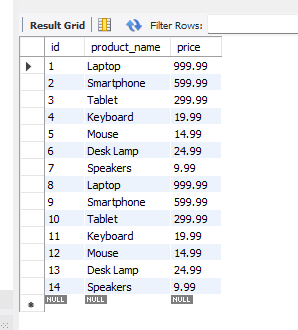 Result Grid Filter Rows:
id product_name price
1 Laptop 999.99
2 Smartphone 599.99
3 Tablet 299.99
4 Keyboard 19.99
5 Mouse 14.99
6 Desk Lamp 24.99
7 Speakers 9.99
8 Laptop 999.99
9 Smartphone 599.99
10 Tablet 299.99
11 Keyboard 19.99
12 Mouse 14.99
13 Desk Lamp 24.99
14 Speakers 9.99
NULL NULL NULL